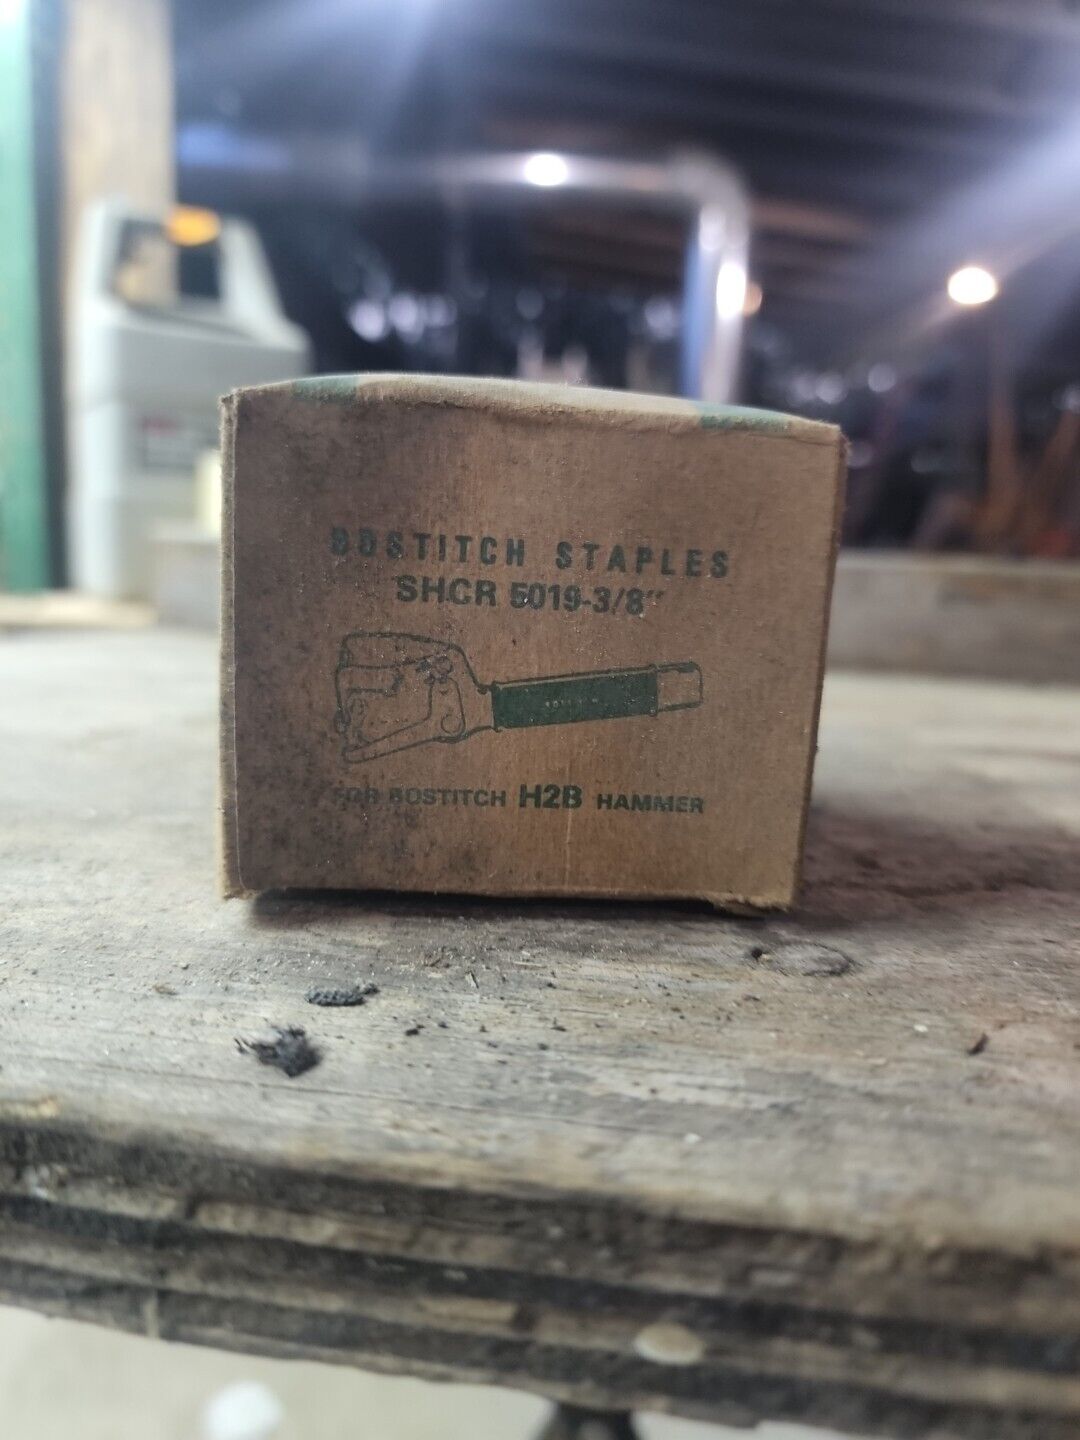 BOSTITCH STAPLES
SHCR 5019-3/8"
FOR BOSTITCH H2B HAMMER